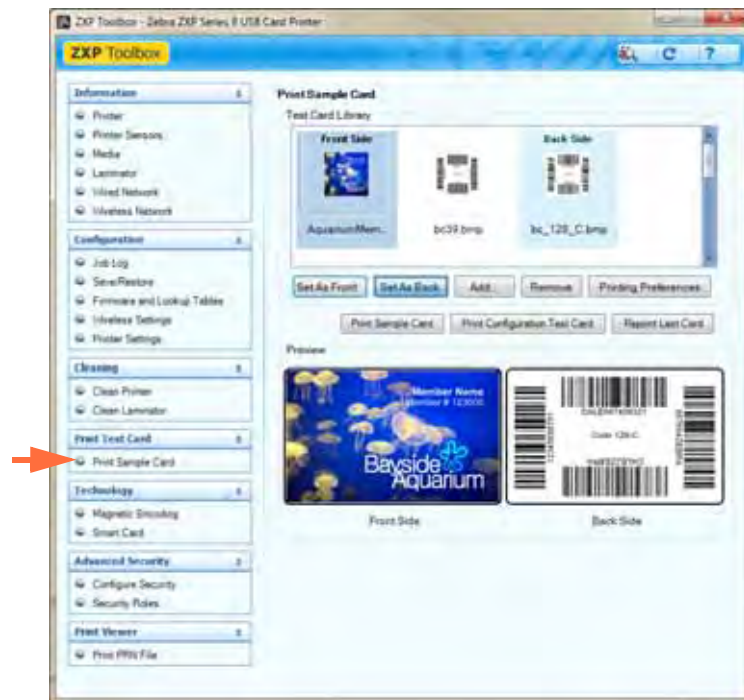 ZXP Toolbox - Zebra ZXP Series 8 USB Card Printer
ZXP Toolbox
?
Information
Printer
Printer Sensors
Media
Laminator
Wired Network
Wireless Network
Configuration
Job Log
Save/Restore
Firmware and Lookup Tables
Wireless Settings
Printer Settings
Cleaning
Clean Printer
Clean Laminator
Print Test Card
Print Sample Card
Technology
Magnetic Encoding
Smart Card
Advanced Security
Configure Security
Security Roles
Print Viewer
Print PRN File
Print Sample Card
Test Card Library
Front Side
Back Side
AquariumMem...
bc39.bmp
bc_128_C.bmp
Set As Front
Set As Back
Add...
Remove
Printing Preferences
Print Sample Card
Print Configuration Test Card
Reprint Last Card
Preview
Member Name
Member # 123000
Bayside
Aquarium
Code 128-C
Front Side
Back Side